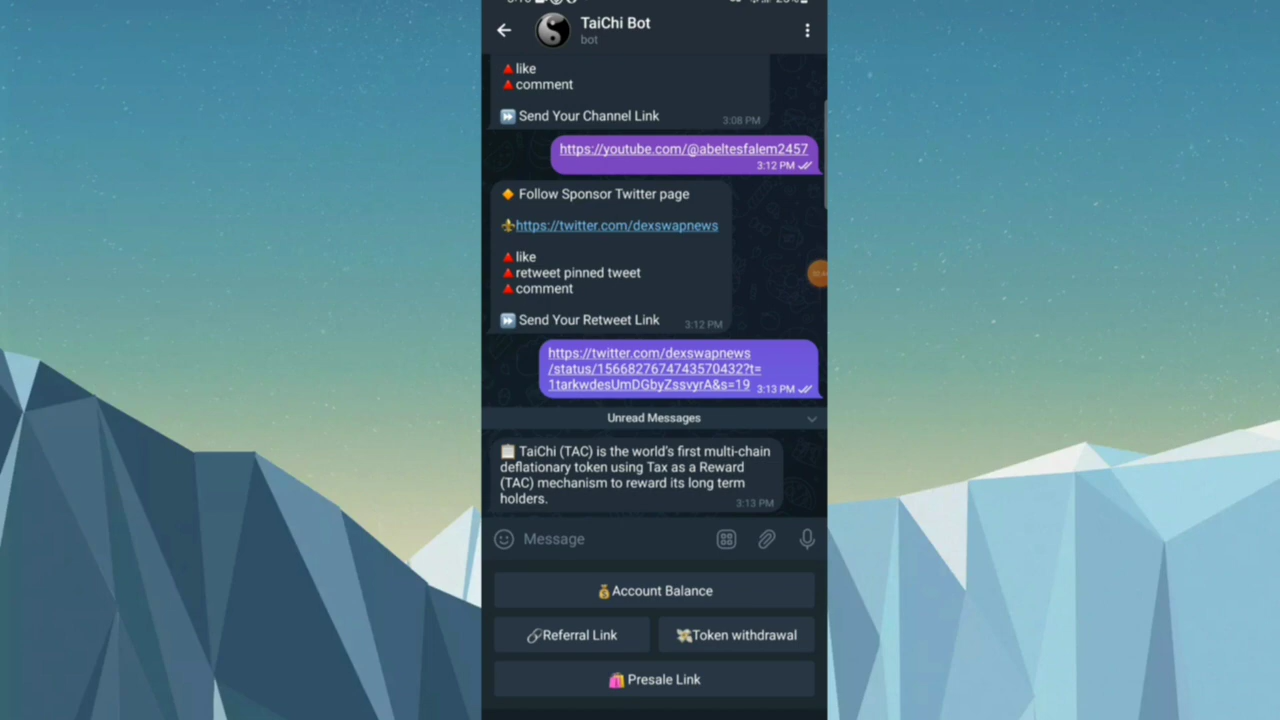 TaiChi Bot
bot
like
comment
Send Your Channel Link
3:08 PM
https://youtube.com/@abeltesfalem2457
3:12 PM
Follow Sponsor Twitter page
https://twitter.com/dexswapnews
like
retweet pinned tweet
comment
Send Your Retweet Link
3:12 PM
https://twitter.com/dexswapnews
/status/1566827674743570432?t=
1tarkwdesUmDGbyZssvyrA&s=19
3:13 PM
Unread Messages
TaiChi (TAC) is the world's first multi-chain
deflationary token using Tax as a Reward
(TAC) mechanism to reward its long term
holders.
3:13 PM
Message
Account Balance
Referral Link
Token withdrawal
Presale Link